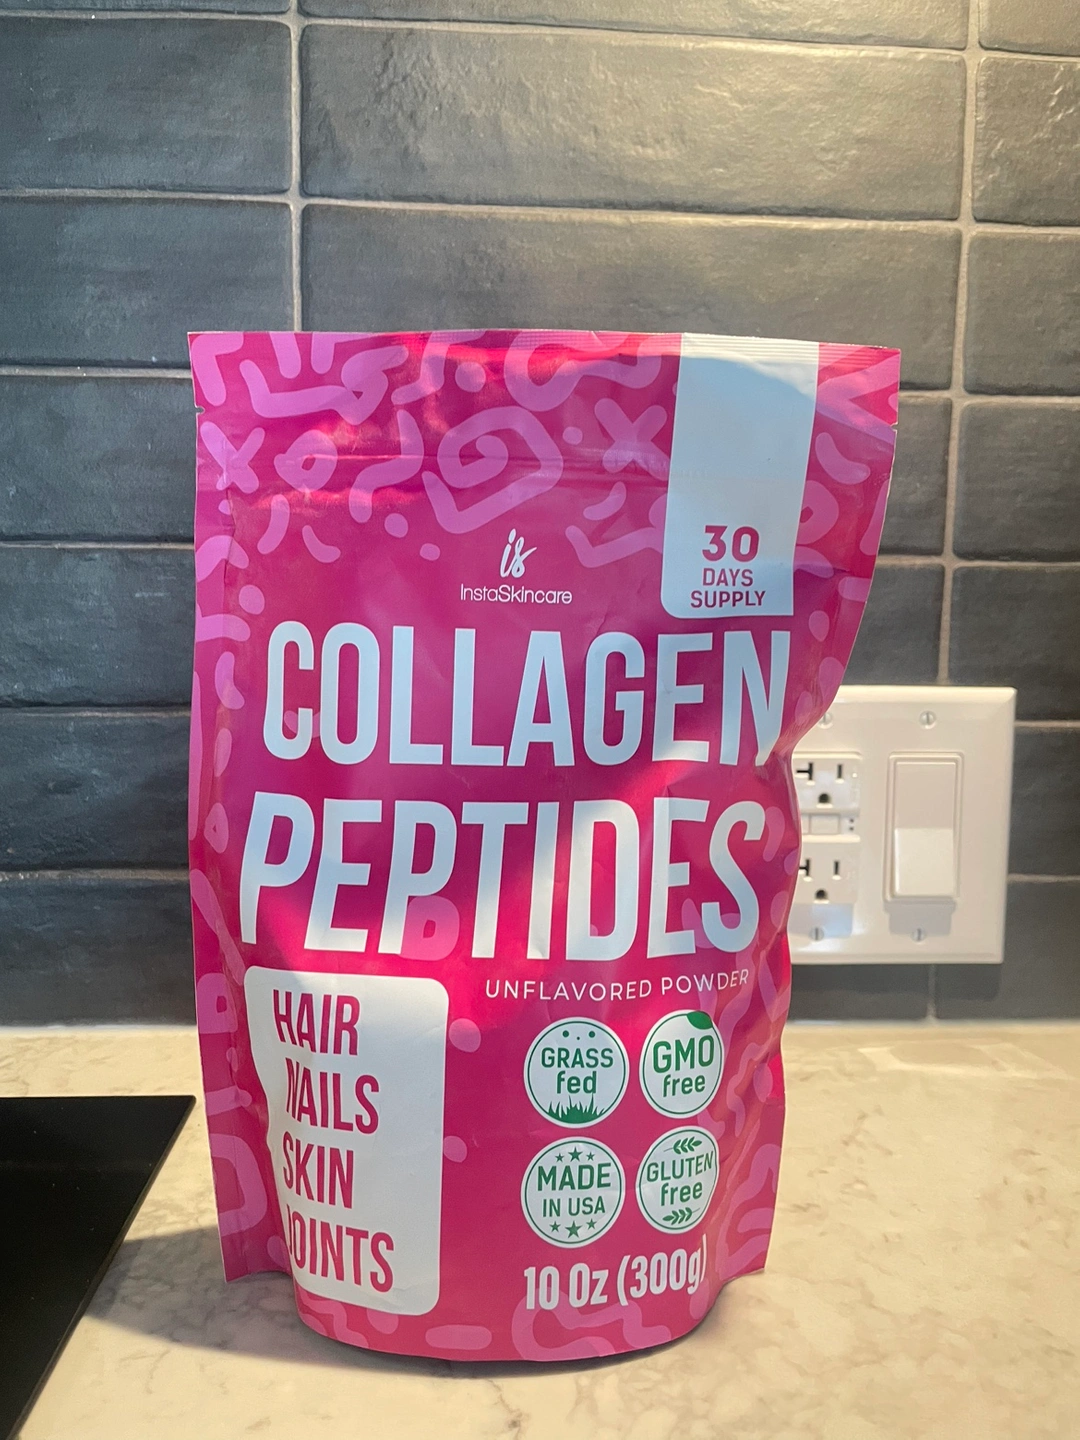 is
InstaSkincare
30
DAYS
SUPPLY
COLLAGEN
PEPTIDES
UNFLAVORED POWDER
HAIR
NAILS
SKIN
JOINTS
GRASS
fed
GMO
free
MADE
IN USA
GLUTEN
free
10 Oz (300g)